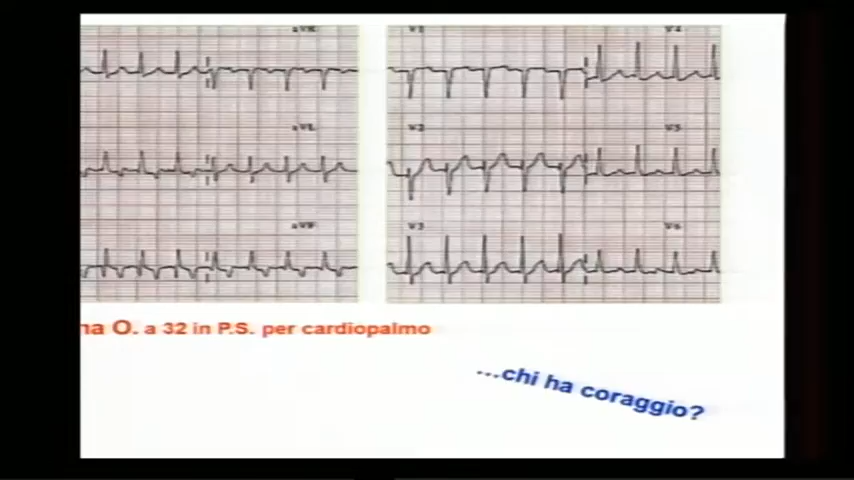 aVR
V1
V4
aVL
V2
V5
aVF
V3
V6
na O. a 32 in P.S. per cardiopalmo
...chi ha coraggio?